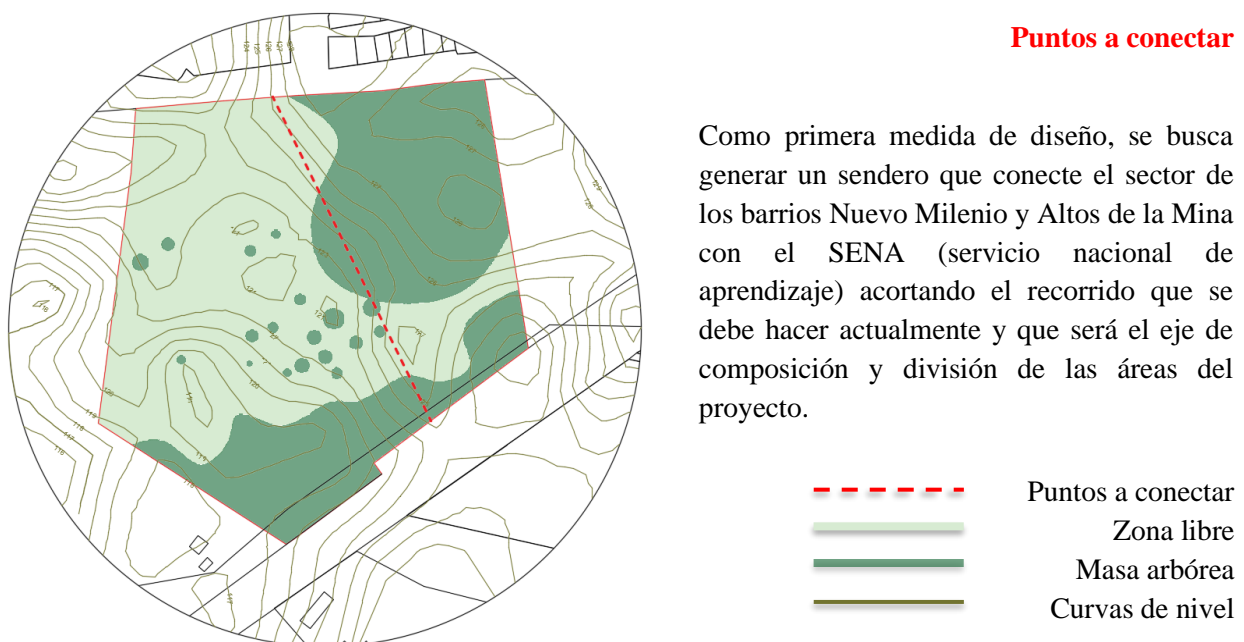 Puntos a conectar
Como primera medida de diseño, se busca
generar un sendero que conecte el sector de
los barrios Nuevo Milenio y Altos de la Mina
con el SENA (servicio nacional de
aprendizaje) acortando el recorrido que se
debe hacer actualmente y que será el eje de
composición y división de las áreas del
proyecto.
Puntos a conectar
Zona libre
Masa arbórea
Curvas de nivel